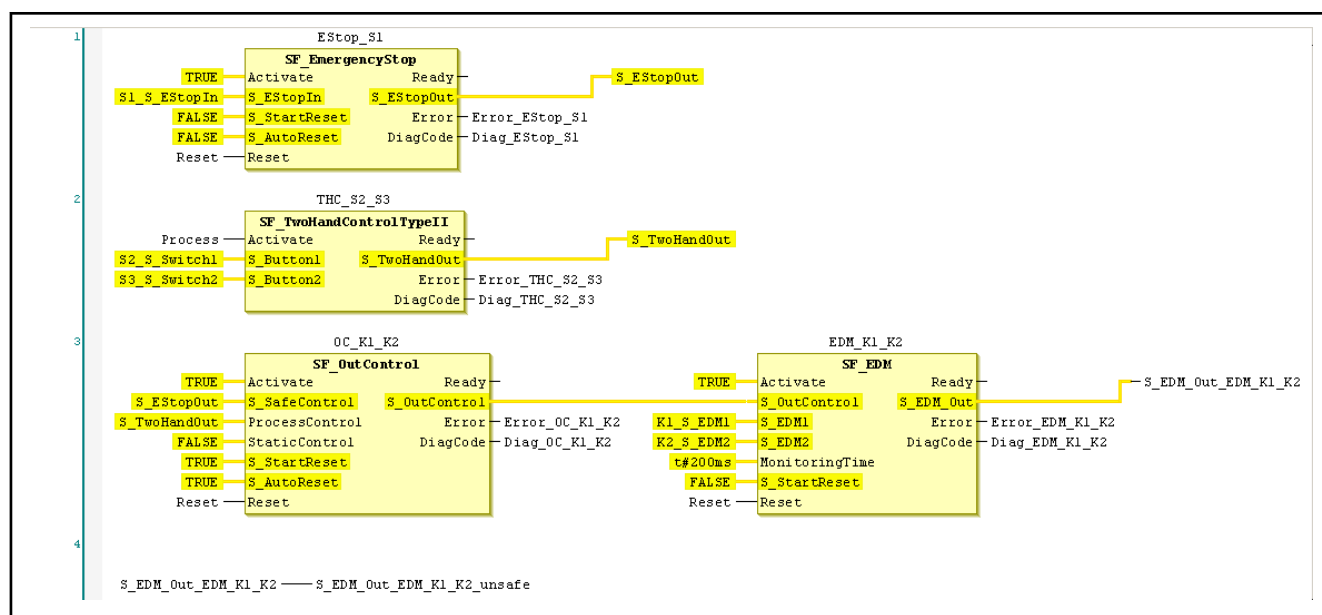 1
EStop_S1
SF_EmergencyStop
TRUE Activate Ready S_EStopOut
S1_S_EStopIn S_EStopIn S_EStopOut
FALSE S_StartReset Error Error_EStop_S1
FALSE S_AutoReset DiagCode Diag_EStop_S1
Reset Reset
2
THC_S2_S3
SF_TwoHandControlTypeII
Process Activate Ready S_TwoHandOut
S2_S_Switch1 S_Button1 S_TwoHandOut
S3_S_Switch2 S_Button2 Error Error_THC_S2_S3
DiagCode Diag_THC_S2_S3
3
OC_K1_K2 EDM_K1_K2
SF_OutControl SF_EDM
TRUE Activate Ready TRUE Activate Ready S_EDM_Out_EDM_K1_K2
S_EStopOut S_SafeControl S_OutControl S_OutControl S_EDM_Out
S_TwoHandOut ProcessControl Error Error_OC_K1_K2 K1_S_EDM1 S_EDM1 Error Error_EDM_K1_K2
FALSE StaticControl DiagCode Diag_OC_K1_K2 K2_S_EDM2 S_EDM2 DiagCode Diag_EDM_K1_K2
TRUE S_StartReset t#200ms MonitoringTime
TRUE S_AutoReset FALSE S_StartReset
Reset Reset Reset Reset
4
S_EDM_Out_EDM_K1_K2 S_EDM_Out_EDM_K1_K2_unsafe